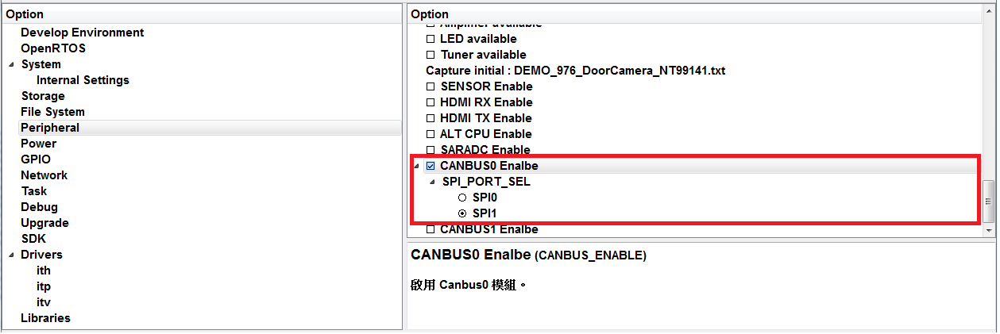 Option
Develop Environment
OpenRTOS
System
Internal Settings
Storage
File System
Peripheral
Power
GPIO
Network
Task
Debug
Upgrade
SDK
Drivers
ith
itp
itv
Libraries
Option
Amplifier available
LED available
Tuner available
Capture initial : DEMO_976_DoorCamera_NT99141.txt
SENSOR Enable
HDMI RX Enable
HDMI TX Enable
ALT CPU Enable
SARADC Enable
CANBUS0 Enalbe
SPI_PORT_SEL
SPI0
SPI1
CANBUS1 Enalbe
CANBUS0 Enalbe (CANBUS_ENABLE)
啟用 Canbus0 模組。